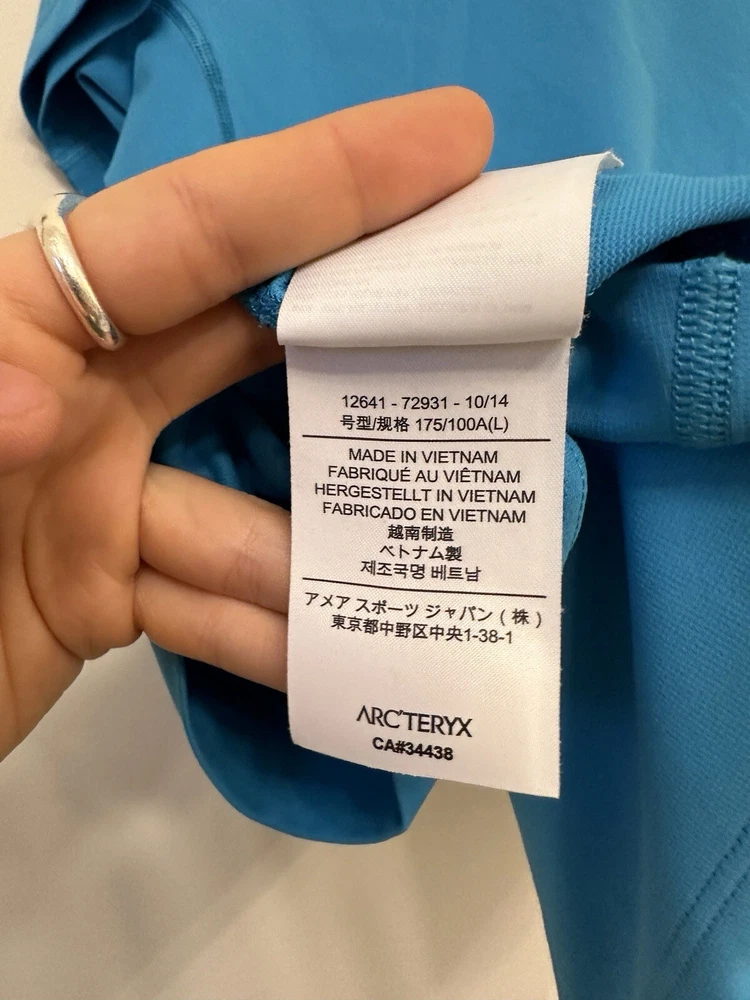 12641 - 72931 - 10/14
号型/规格 175/100A(L)
MADE IN VIETNAM
FABRIQUÉ AU VIÊTNAM
HERGESTELLT IN VIETNAM
FABRICADO EN VIETNAM
越南制造
ベトナム製
제조국명 베트남
アメア スポーツ ジャパン ( 株 )
東京都中野区中央1-38-1
ARC'TERYX
CA#34438